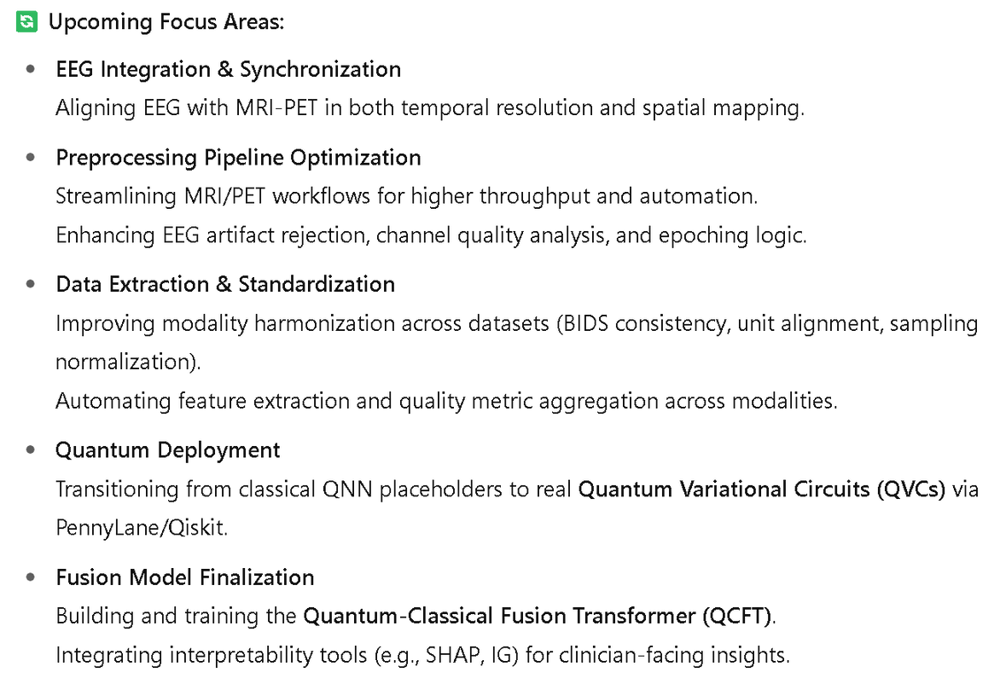 Upcoming Focus Areas:
• EEG Integration & Synchronization
Aligning EEG with MRI-PET in both temporal resolution and spatial mapping.
• Preprocessing Pipeline Optimization
Streamlining MRI/PET workflows for higher throughput and automation.
Enhancing EEG artifact rejection, channel quality analysis, and epoching logic.
• Data Extraction & Standardization
Improving modality harmonization across datasets (BIDS consistency, unit alignment, sampling
normalization).
Automating feature extraction and quality metric aggregation across modalities.
• Quantum Deployment
Transitioning from classical QNN placeholders to real Quantum Variational Circuits (QVCs) via
PennyLane/Qiskit.
• Fusion Model Finalization
Building and training the Quantum-Classical Fusion Transformer (QCFT).
Integrating interpretability tools (e.g., SHAP, IG) for clinician-facing insights.